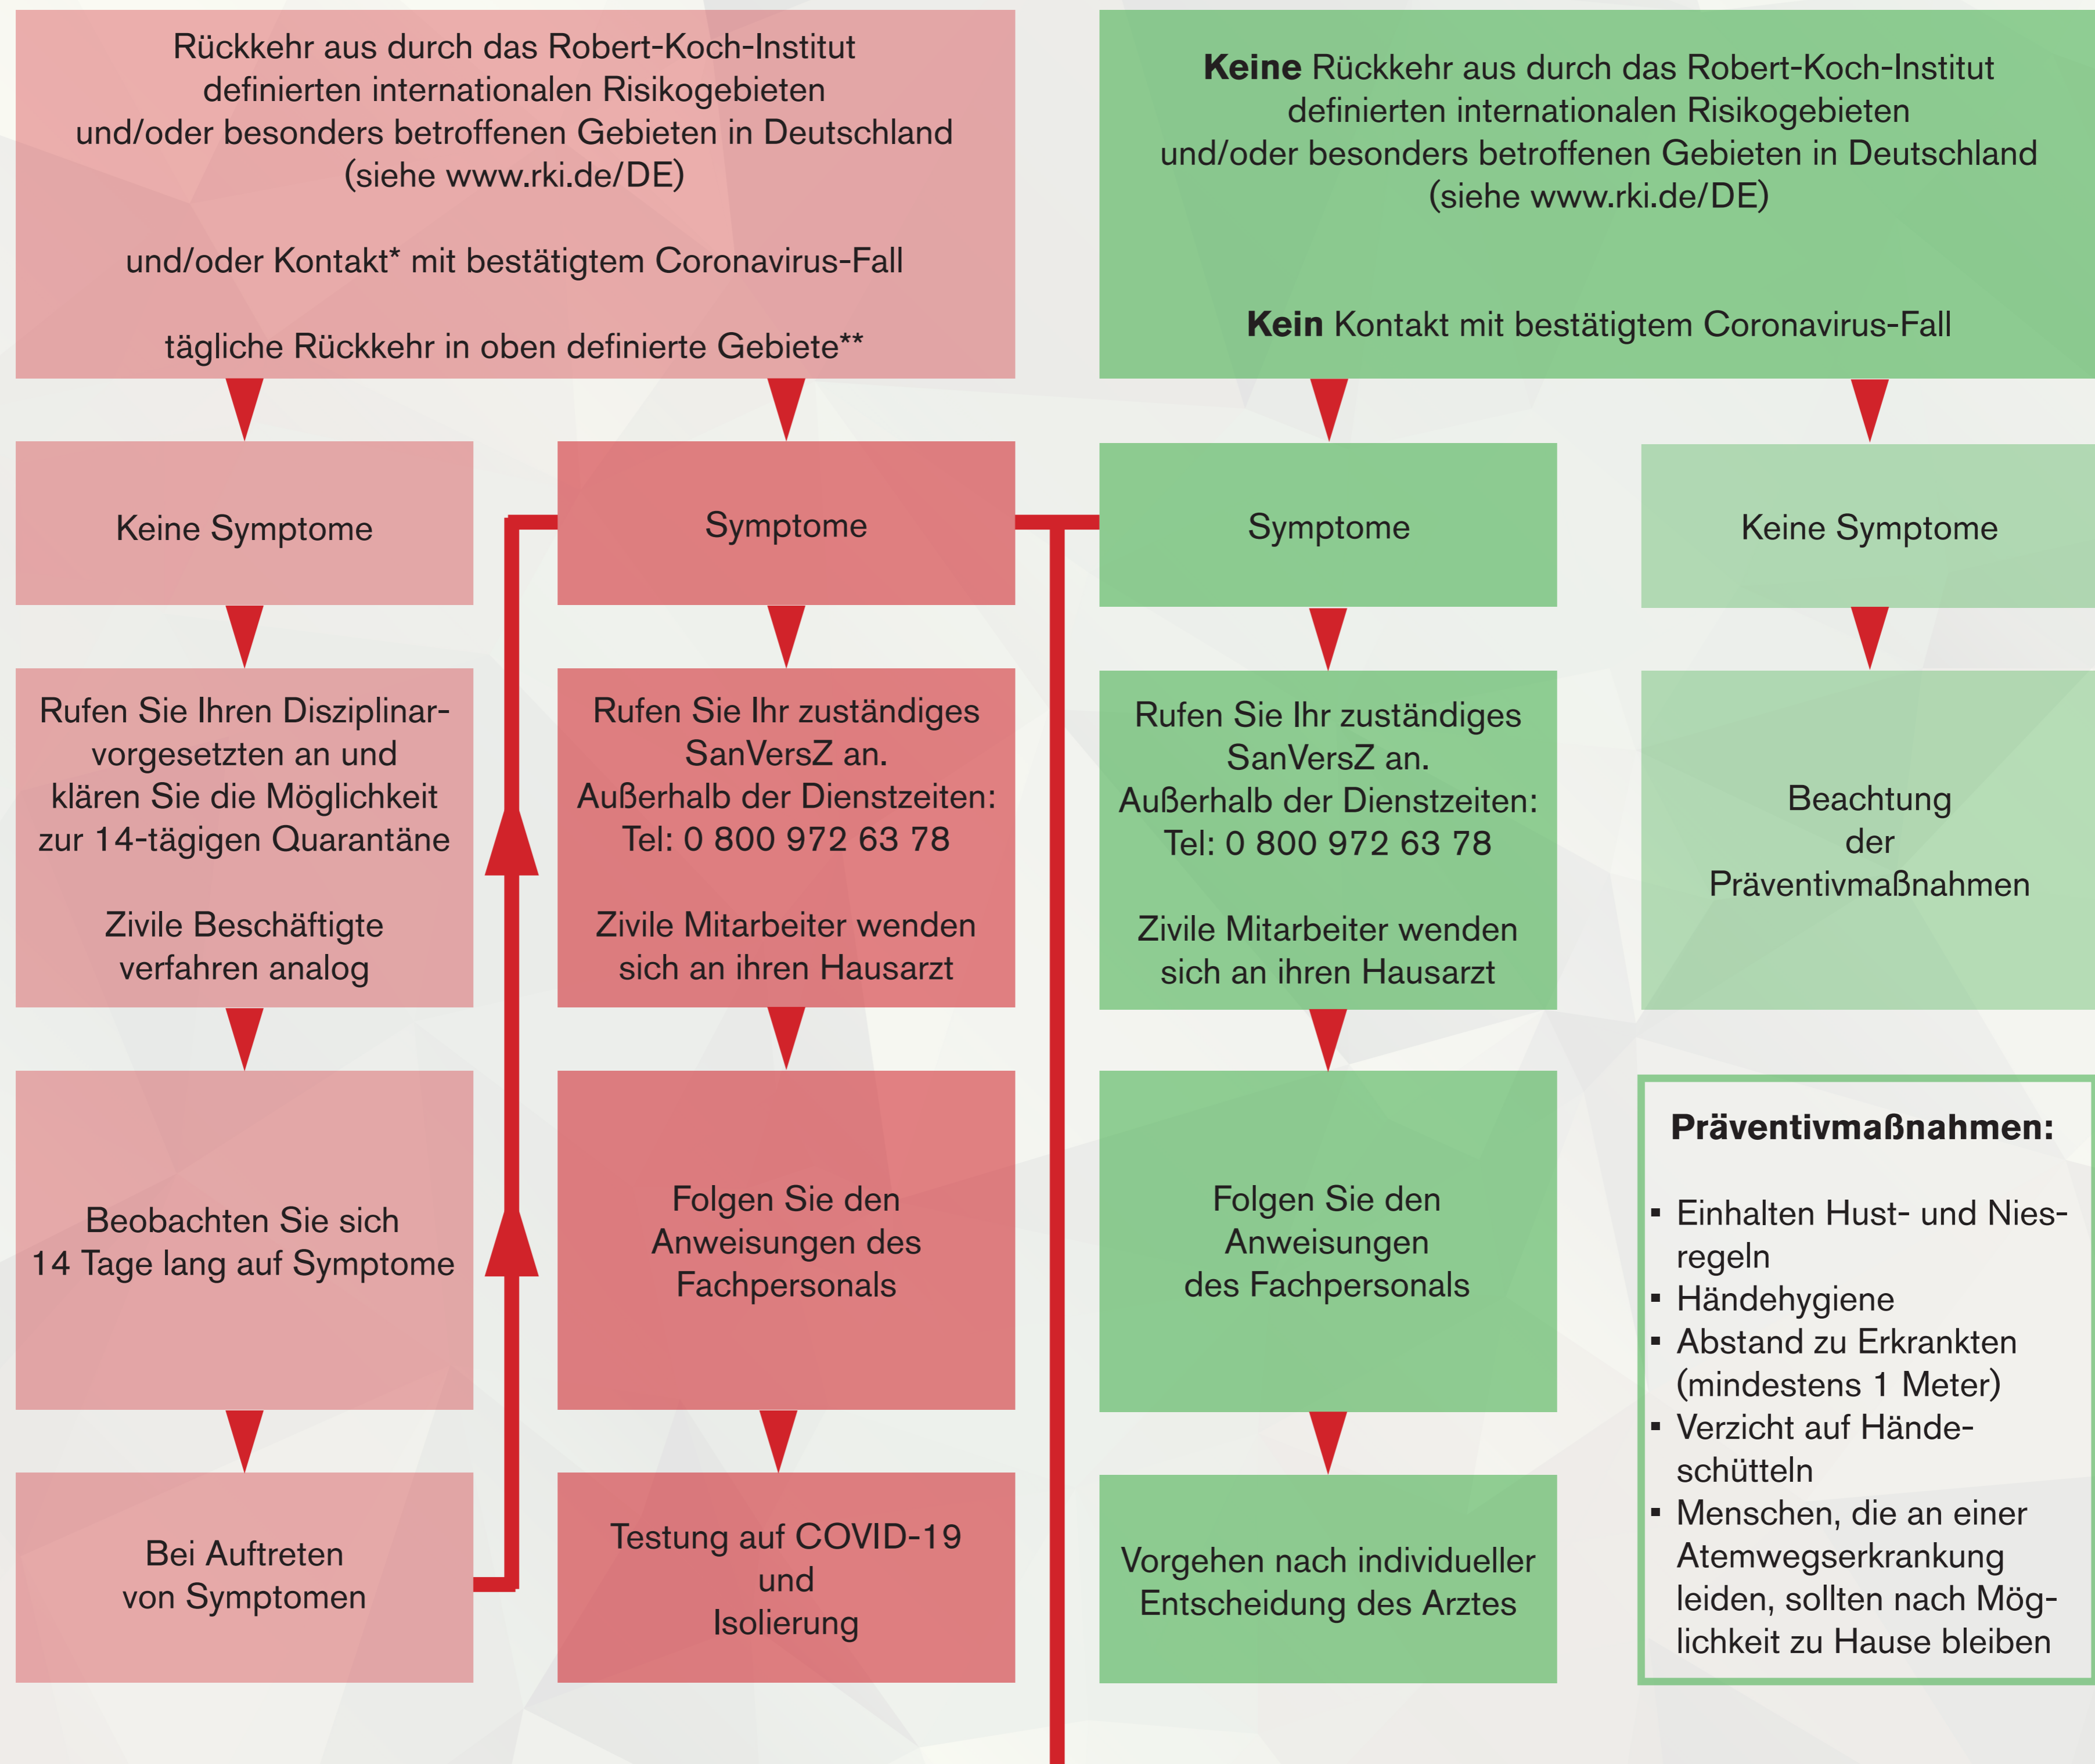 Rückkehr aus durch das Robert-Koch-Institut
definierten internationalen Risikogebieten
und/oder besonders betroffenen Gebieten in Deutschland
(siehe www.rki.de/DE)
und/oder Kontakt* mit bestätigtem Coronavirus-Fall
tägliche Rückkehr in oben definierte Gebiete**
Keine Rückkehr aus durch das Robert-Koch-Institut
definierten internationalen Risikogebieten
und/oder besonders betroffenen Gebieten in Deutschland
(siehe www.rki.de/DE)
Kein Kontakt mit bestätigtem Coronavirus-Fall
Keine Symptome
Rufen Sie Ihren Disziplinar-
vorgesetzten an und
klären Sie die Möglichkeit
zur 14-tägigen Quarantäne
Zivile Beschäftigte
verfahren analog
Beobachten Sie sich
14 Tage lang auf Symptome
Bei Auftreten
von Symptomen
Symptome
Rufen Sie Ihr zuständiges
SanVersZ an.
Außerhalb der Dienstzeiten:
Tel: 0 800 972 63 78
Zivile Mitarbeiter wenden
sich an ihren Hausarzt
Folgen Sie den
Anweisungen des
Fachpersonals
Testung auf COVID-19
und
Isolierung
Symptome
Rufen Sie Ihr zuständiges
SanVersZ an.
Außerhalb der Dienstzeiten:
Tel: 0 800 972 63 78
Zivile Mitarbeiter wenden
sich an ihren Hausarzt
Folgen Sie den
Anweisungen
des Fachpersonals
Vorgehen nach individueller
Entscheidung des Arztes
Keine Symptome
Beachtung
der
Präventivmaßnahmen
Präventivmaßnahmen:
▪ Einhalten Hust- und Nies-
regeln
▪ Händehygiene
▪ Abstand zu Erkrankten
(mindestens 1 Meter)
▪ Verzicht auf Hände-
schütteln
▪ Menschen, die an einer
Atemwegserkrankung
leiden, sollten nach Mög-
lichkeit zu Hause bleiben